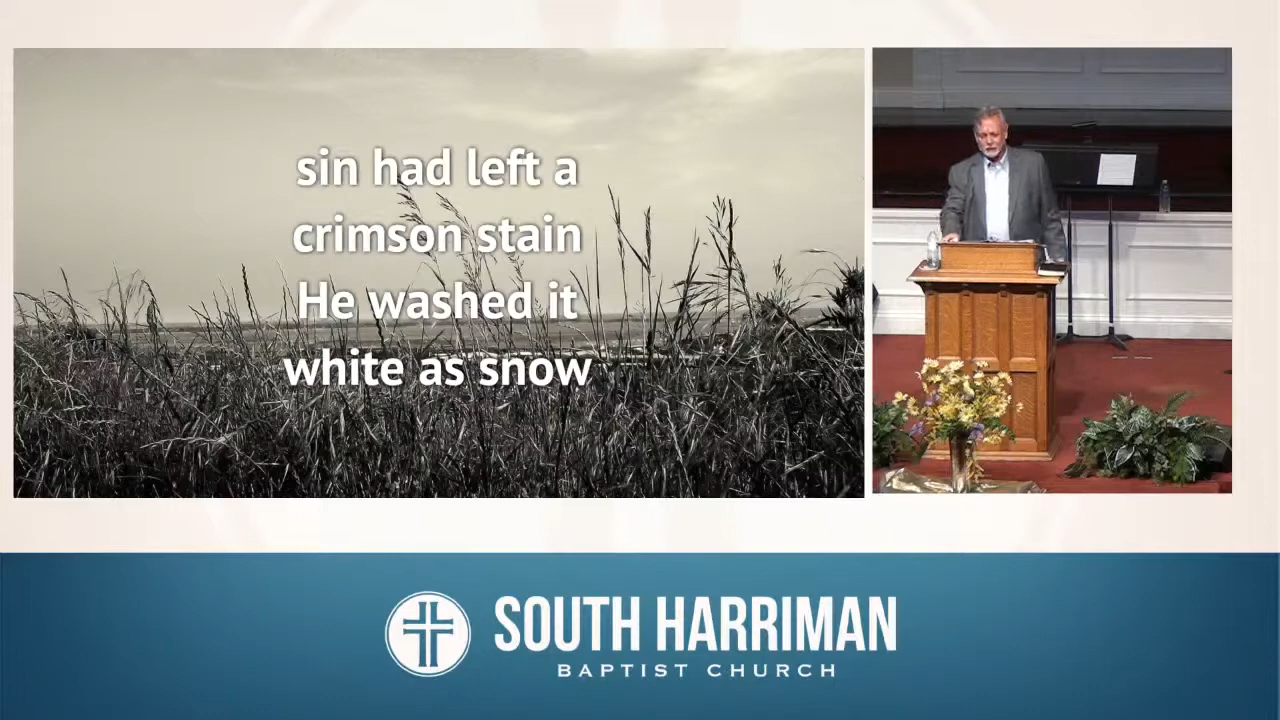 sin had left a
crimson stain
He washed it
white as snow
SOUTH HARRIMAN
BAPTIST CHURCH